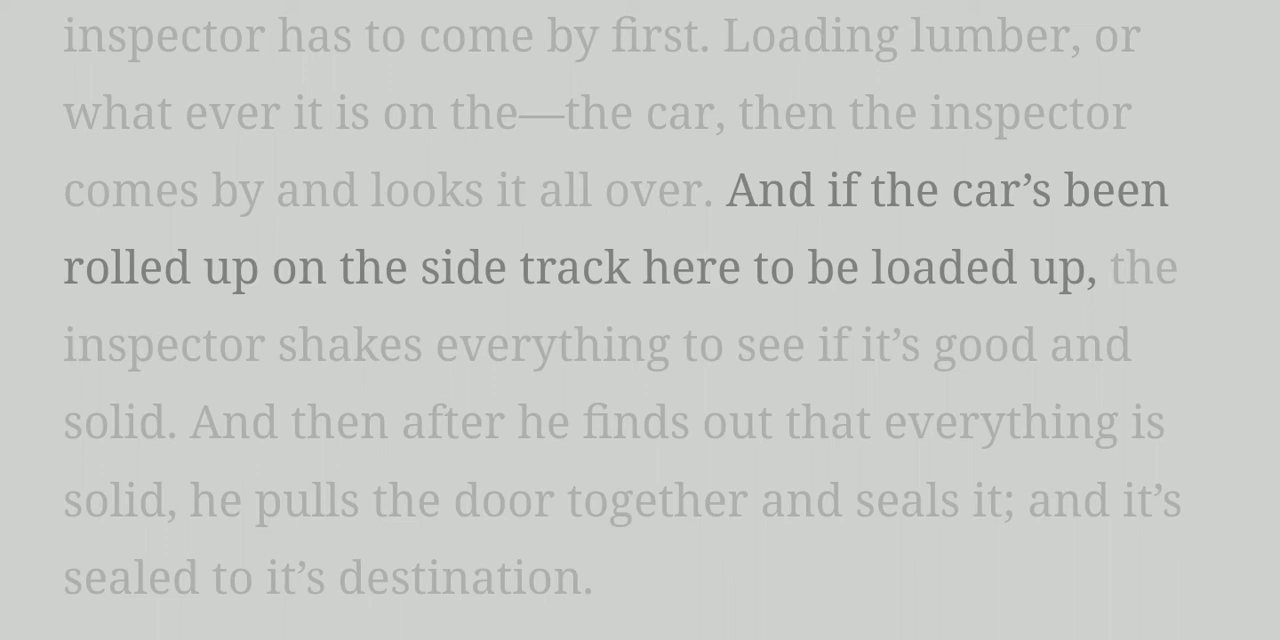 inspector has to come by first. Loading lumber, or
what ever it is on the—the car, then the inspector
comes by and looks it all over. And if the car’s been
rolled up on the side track here to be loaded up, the
inspector shakes everything to see if it’s good and
solid. And then after he finds out that everything is
solid, he pulls the door together and seals it; and it’s
sealed to it’s destination.